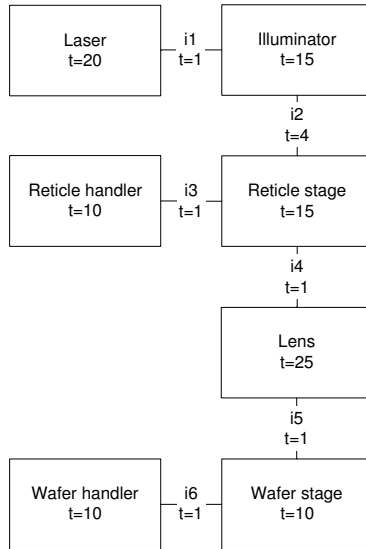 Laser
t=20
i1
t=1
Illuminator
t=15
i2
t=4
Reticle handler
t=10
i3
t=1
Reticle stage
t=15
i4
t=1
Lens
t=25
i5
t=1
Wafer handler
t=10
i6
t=1
Wafer stage
t=10